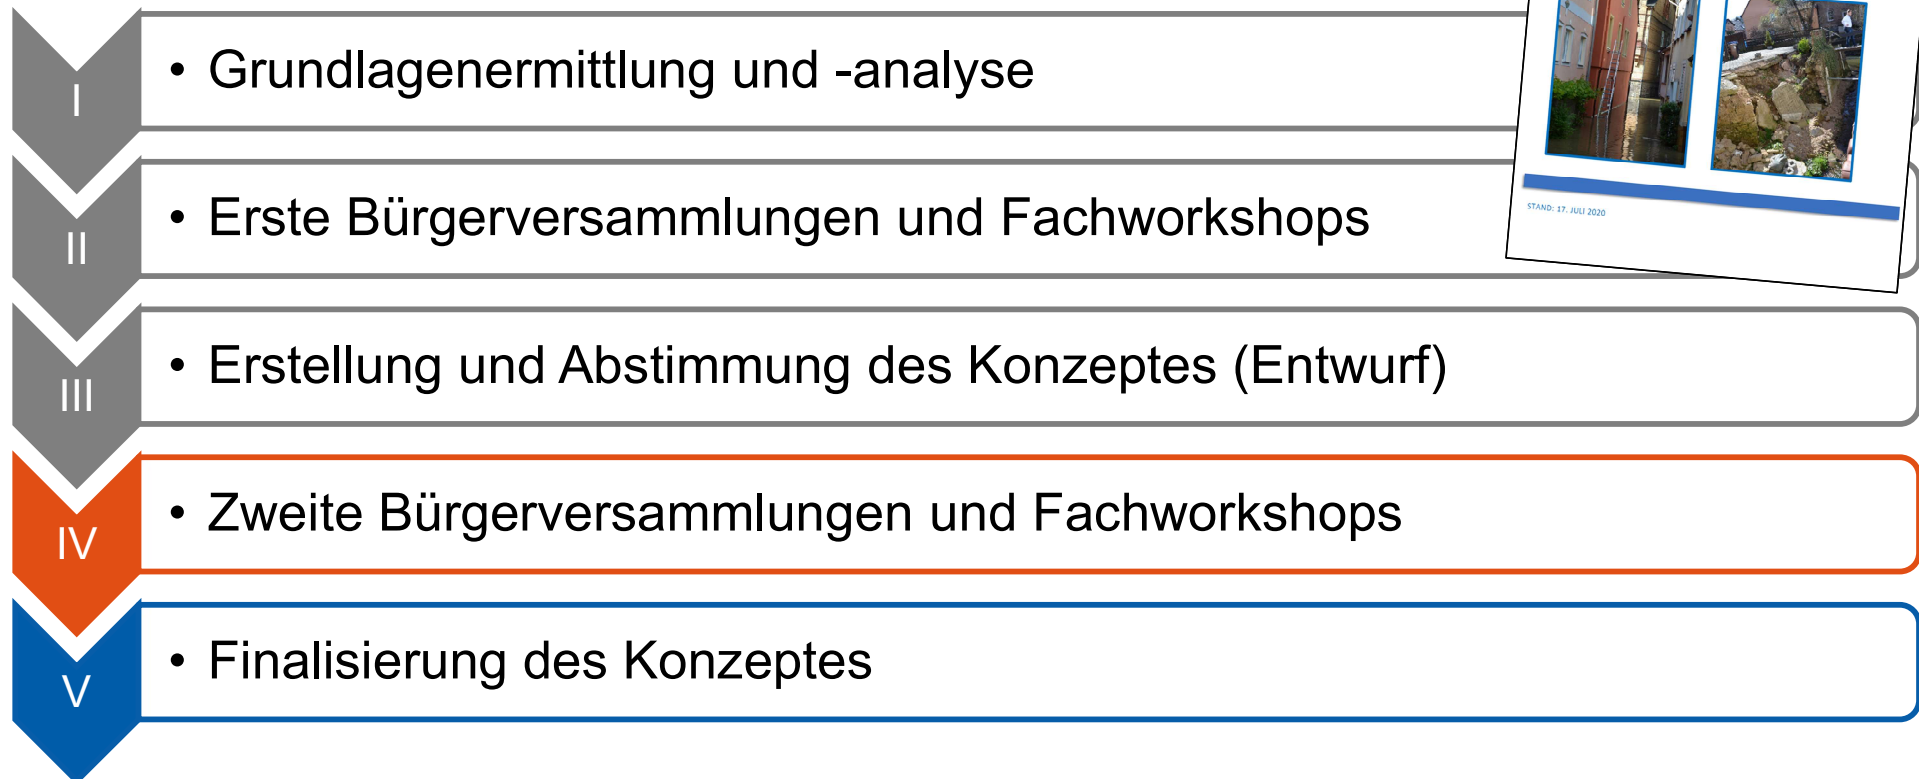 I
• Grundlagenermittlung und -analyse
II
• Erste Bürgerversammlungen und Fachworkshops
STAND: 17. JULI 2020
III
• Erstellung und Abstimmung des Konzeptes (Entwurf)
IV
• Zweite Bürgerversammlungen und Fachworkshops
V
• Finalisierung des Konzeptes